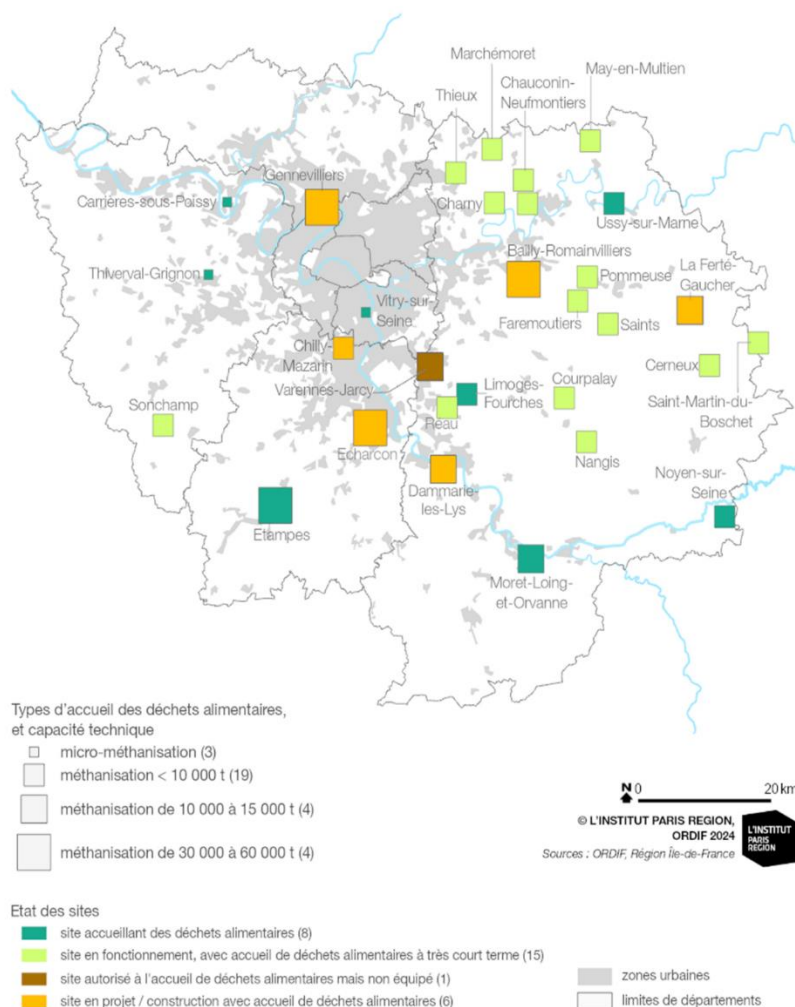 Marchémoret
May-en-Multien
Chauconin-
Neufmontiers
Thieux
Gennevilliers
Carrières-sous-Poissy
Charny
Ussy-sur-Marne
Bailly-Romainvilliers
Thiverval-Grignon
Pommeuse
La Ferté-
Gaucher
Vitry-sur-
Seine
Faremoutiers
Saints
Chilly-
Mazarin
Varennes-Jarcy
Limoges-
Fourches
Courpalay
Cerneux
Saint-Martin-du-
Boschet
Sonchamp
Réau
Echarcon
Nangis
Dammarie-
les-Lys
Noyen-sur-
Seine
Etampes
Moret-Loing-
et-Orvanne
Types d'accueil des déchets alimentaires,
et capacité technique
micro-méthanisation (3)
méthanisation < 10 000 t (19)
méthanisation de 10 000 à 15 000 t (4)
méthanisation de 30 000 à 60 000 t (4)
N 0 20 km
© L'INSTITUT PARIS REGION,
ORDIF 2024
Sources : ORDIF, Région Île-de-France
L'INSTITUT
PARIS
REGION
Etat des sites
site accueillant des déchets alimentaires (8)
site en fonctionnement, avec accueil de déchets alimentaires à très court terme (15)
site autorisé à l'accueil de déchets alimentaires mais non équipé (1)
site en projet / construction avec accueil de déchets alimentaires (6)
zones urbaines
limites de départements